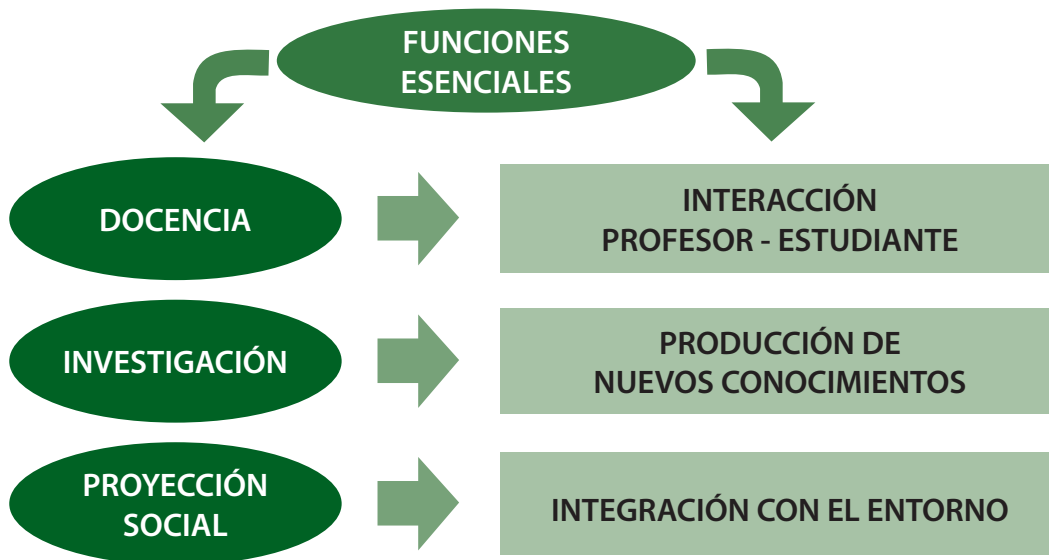 FUNCIONES
ESENCIALES
DOCENCIA
INTERACCIÓN
PROFESOR - ESTUDIANTE
INVESTIGACIÓN
PRODUCCIÓN DE
NUEVOS CONOCIMIENTOS
PROYECCIÓN
SOCIAL
INTEGRACIÓN CON EL ENTORNO